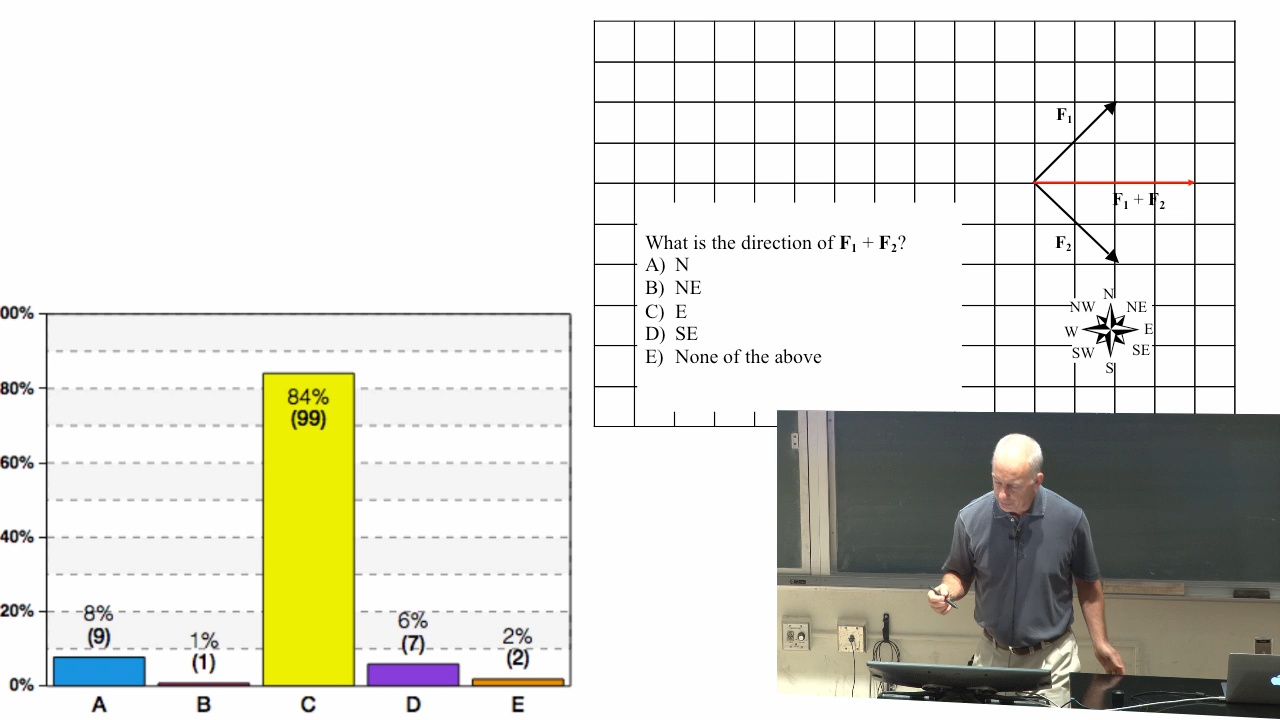 F1
F1 + F2
F2
What is the direction of F1 + F2?
A) N
B) NE
C) E
D) SE
E) None of the above
N
NW NE
W E
SW SE
S
00%
80%
60%
40%
20%
0%
84%
(99)
8%
(9)
1%
(1)
6%
(7)
2%
(2)
A B C D E